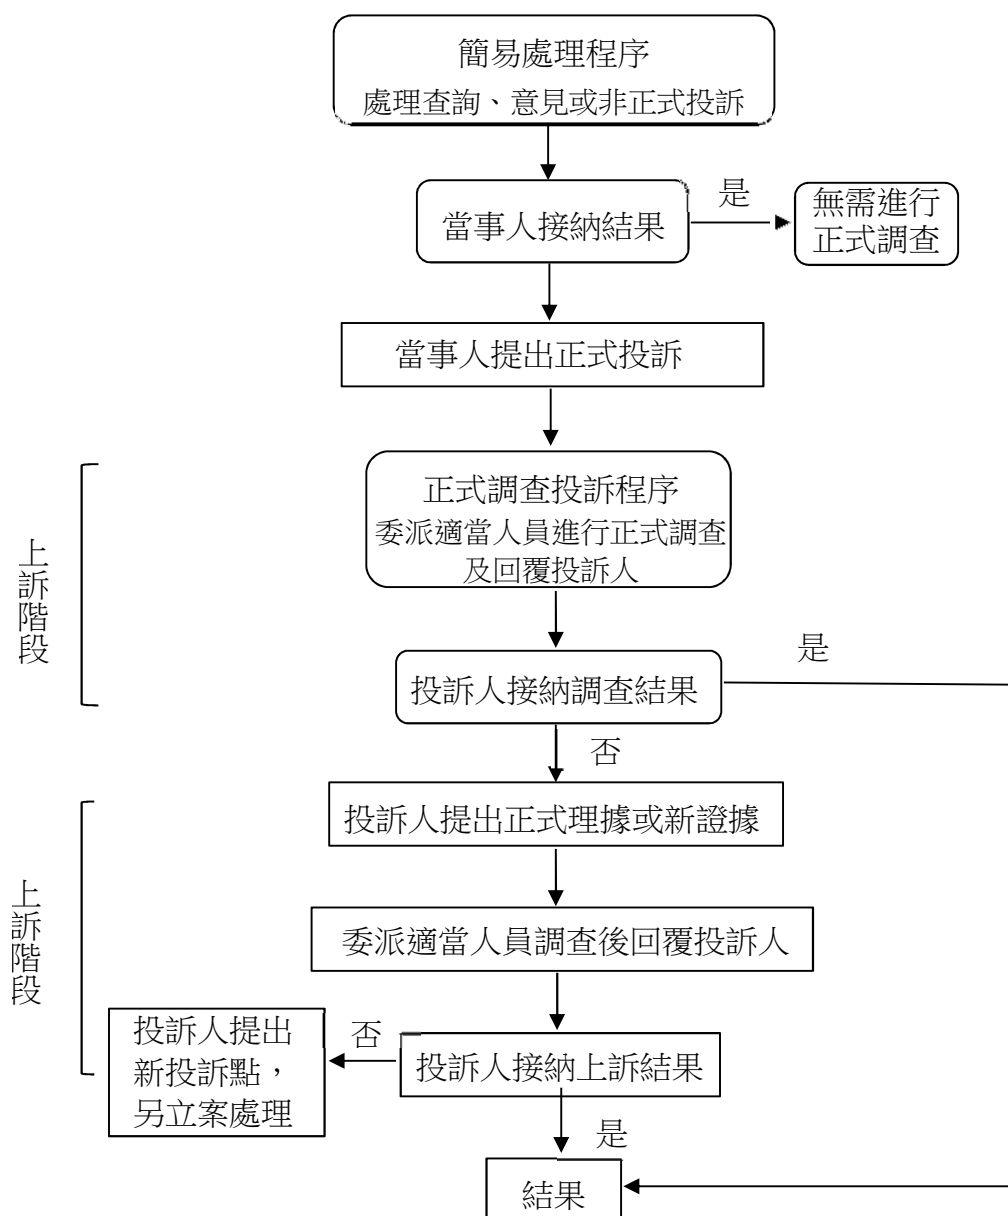 簡易處理程序
處理查詢、意見或非正式投訴
當事人接納結果
是
無需進行
正式調查
當事人提出正式投訴
上訴階段
正式調查投訴程序
委派適當人員進行正式調查
及回覆投訴人
投訴人接納調查結果
是
否
上訴階段
投訴人提出正式理據或新證據
委派適當人員調查後回覆投訴人
投訴人接納上訴結果
否
投訴人提出
新投訴點，
另立案處理
是
結果